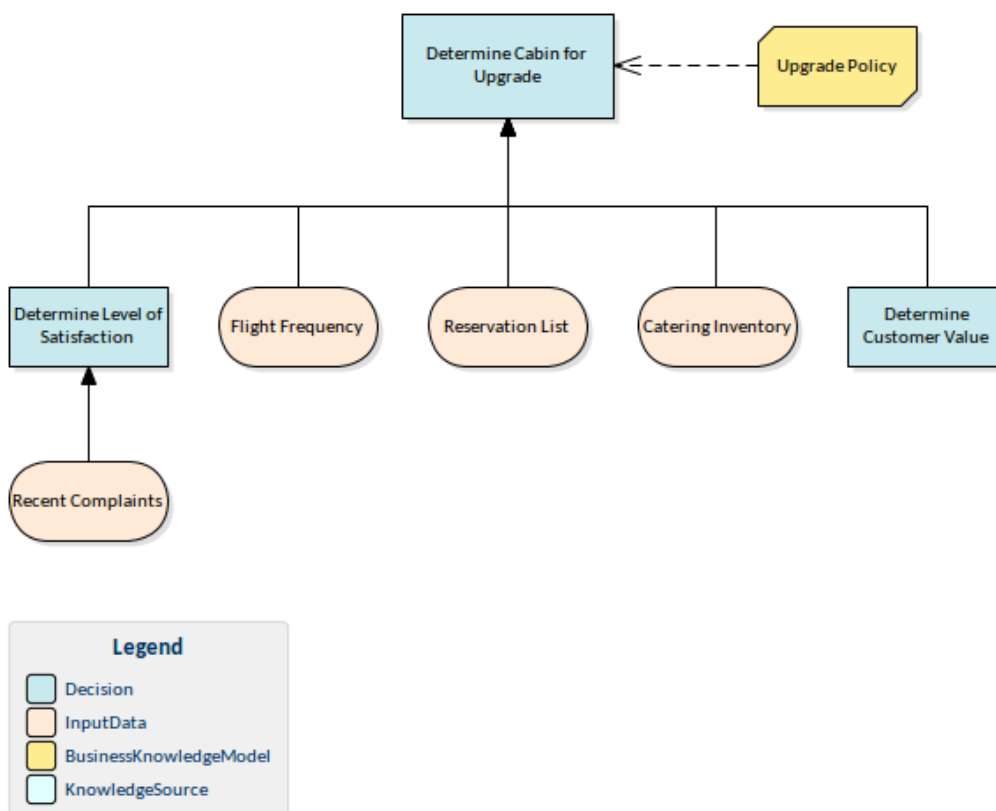 Determine Cabin for
Upgrade
Upgrade Policy
Determine Level of
Satisfaction
Flight Frequency
Reservation List
Catering Inventory
Determine
Customer Value
Recent Complaints
Legend
Decision
InputData
BusinessKnowledgeModel
KnowledgeSource